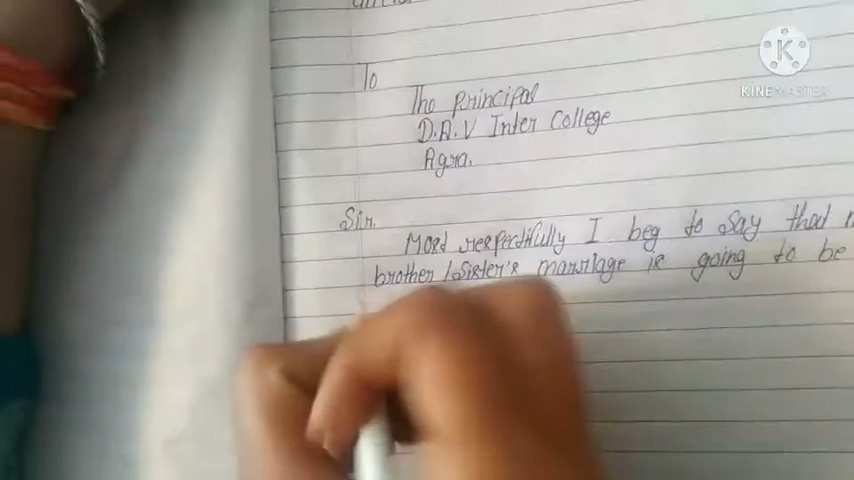 KINEMASTER
To
The Principal
D.A.V Inter College
Agra.
Sir.
Most respectifully I beg to say that
brother / Sister's marriage is going to be